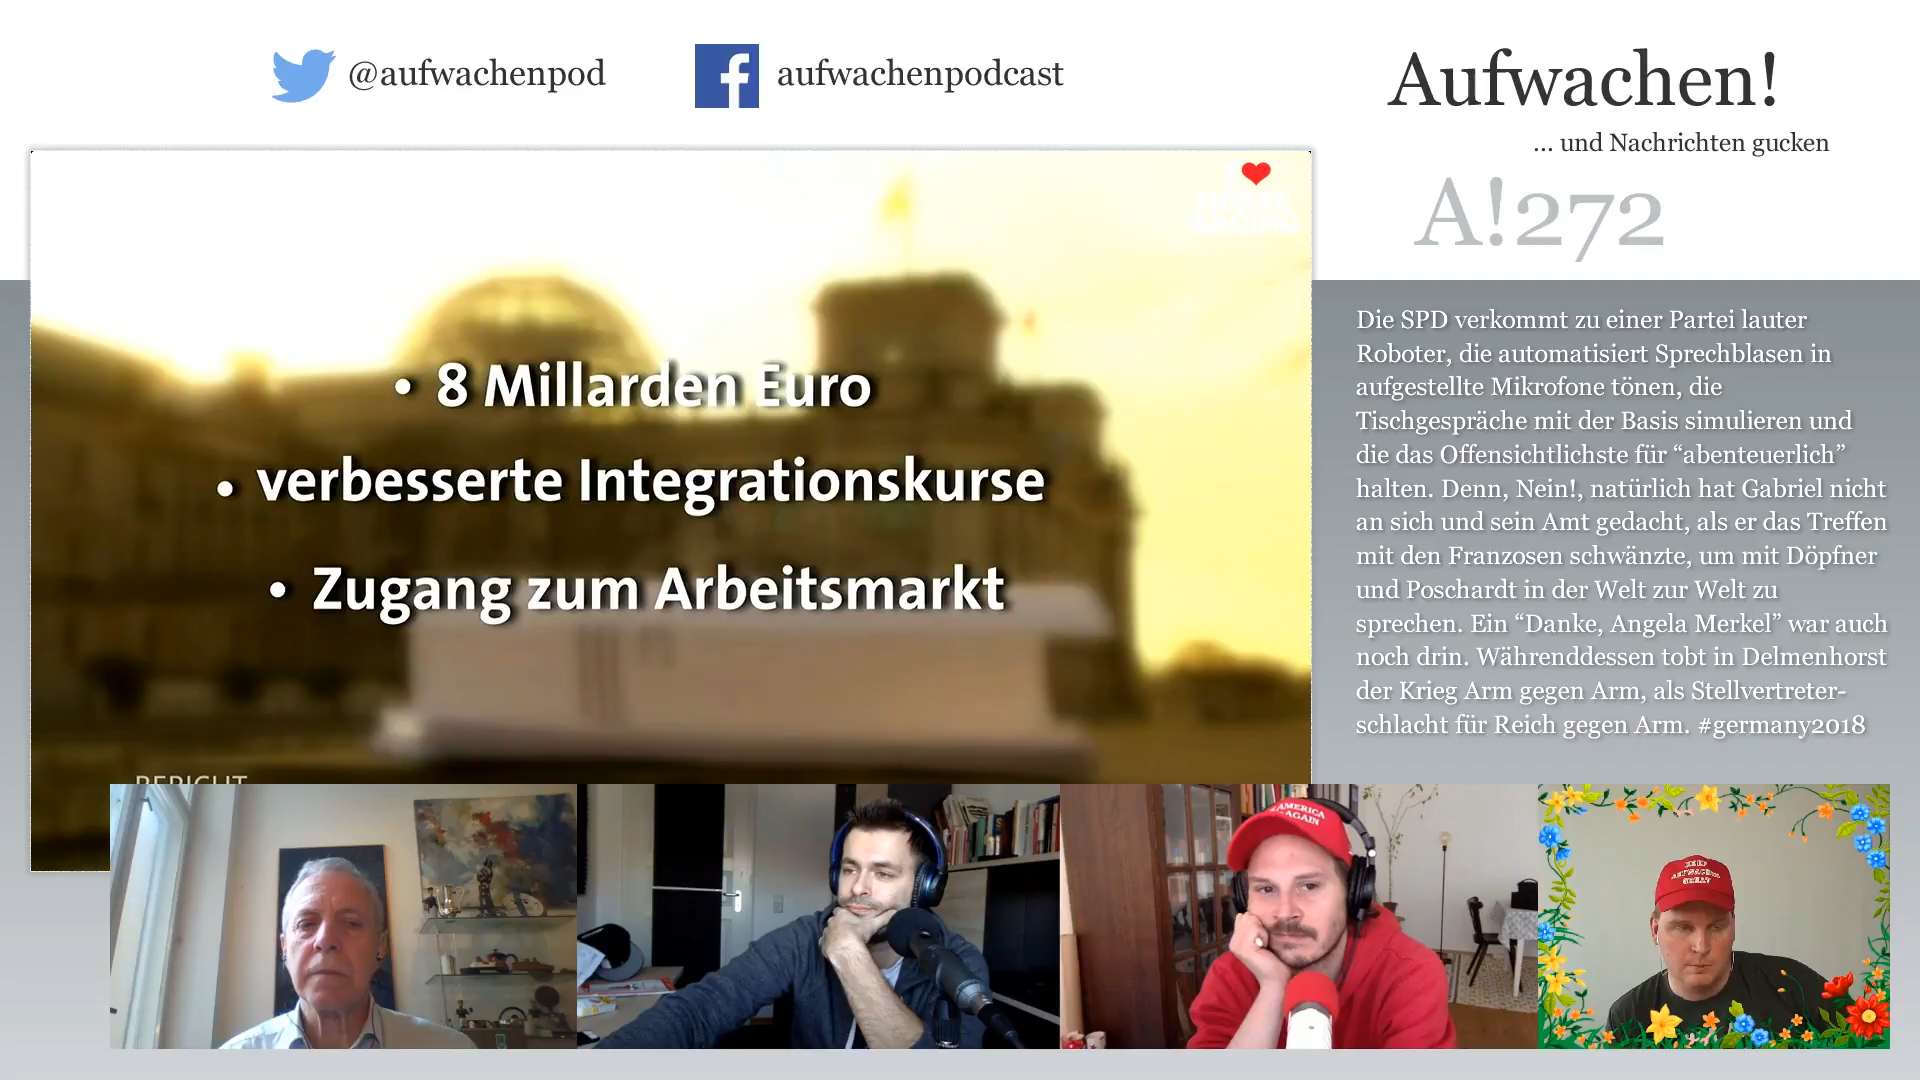 @aufwachenpod
aufwachenpodcast
Aufwachen!
... und Nachrichten gucken
A!272
• 8 Millarden Euro
• verbesserte Integrationskurse
• Zugang zum Arbeitsmarkt
BERICHT
Die SPD verkommt zu einer Partei lauter
Roboter, die automatisiert Sprechblasen in
aufgestellte Mikrofone tönen, die
Tischgespräche mit der Basis simulieren und
die das Offensichtlichste für “abenteuerlich”
halten. Denn, Nein!, natürlich hat Gabriel nicht
an sich und sein Amt gedacht, als er das Treffen
mit den Franzosen schwänzte, um mit Döpfner
und Poschardt in der Welt zur Welt zu
sprechen. Ein “Danke, Angela Merkel” war auch
noch drin. Währenddessen tobt in Delmenhorst
der Krieg Arm gegen Arm, als Stellvertreter-
schlacht für Reich gegen Arm. #germany2018
AMERICA
AGAIN
AUFWACHEN
GREAT